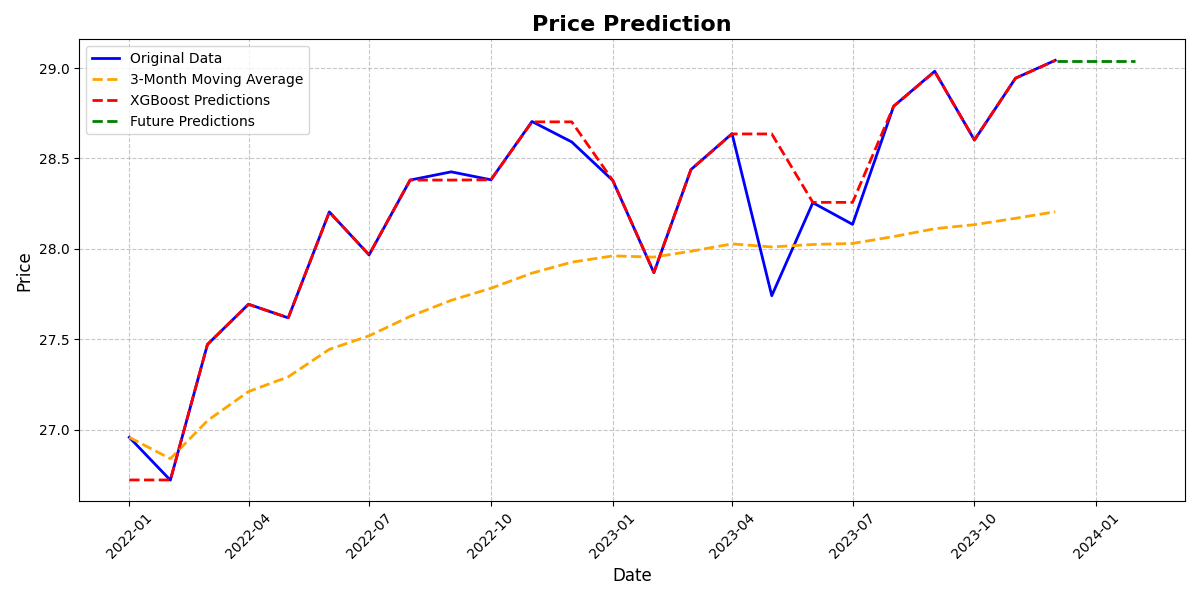 Price Prediction
Original Data
3-Month Moving Average
XGBoost Predictions
Future Predictions
29.0
28.5
28.0
27.5
27.0
Price
2022-01
2022-04
2022-07
2022-10
2023-01
2023-04
2023-07
2023-10
2024-01
Date